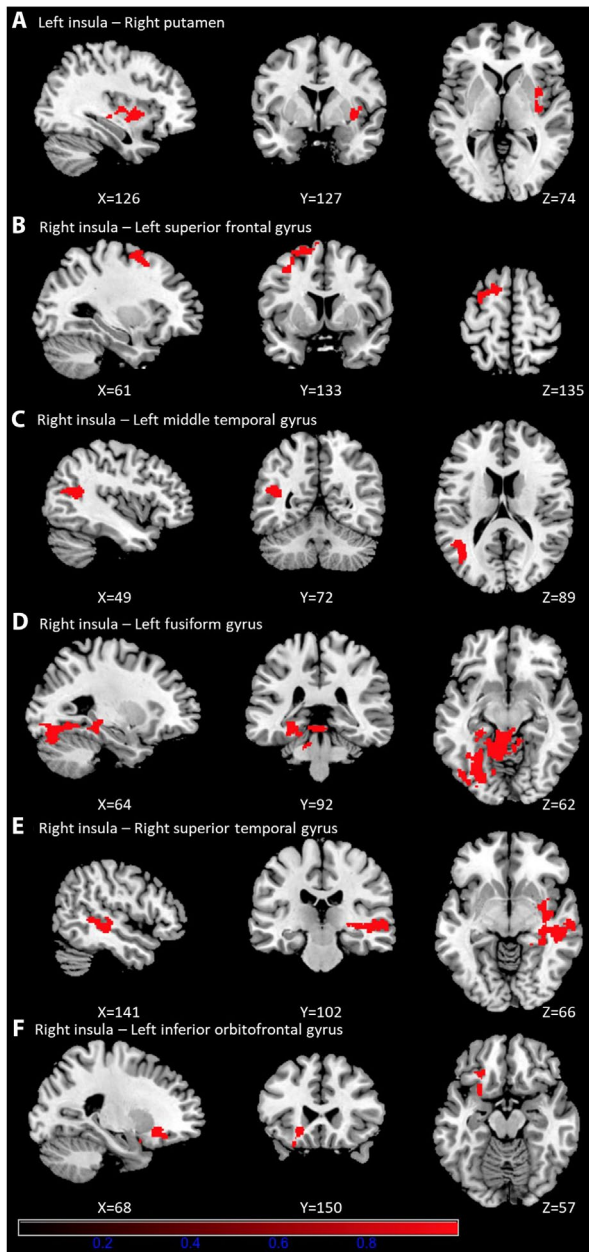 A Left insula – Right putamen
X=126 Y=127 Z=74
B Right insula – Left superior frontal gyrus
X=61 Y=133 Z=135
C Right insula – Left middle temporal gyrus
X=49 Y=72 Z=89
D Right insula – Left fusiform gyrus
X=64 Y=92 Z=62
E Right insula – Right superior temporal gyrus
X=141 Y=102 Z=66
F Right insula – Left inferior orbitofrontal gyrus
X=68 Y=150 Z=57
0.2 0.4 0.6 0.8